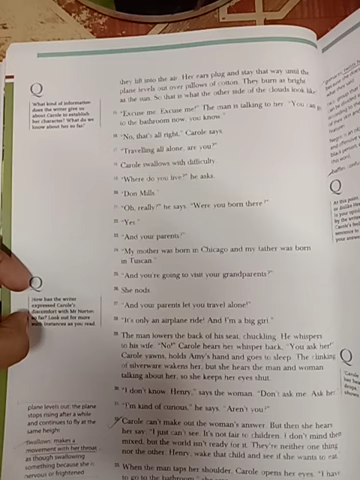 they lift into the air. Her ears plug and stay that way until the
plane levels out over pillows of cotton. They burn as bright
as the sun. So that is what the other side of the clouds look like
"Excuse me. Excuse me!" The man is talking to her. "You can go
to the bathroom now, you know."
"No, that's all right," Carole says.
"Travelling all alone, are you?"
Carole swallows with difficulty.
"Where do you live?" he asks.
"Don Mills."
"Oh, really?" he says. "Were you born there?"
"Yes."
"And your parents?"
"My mother was born in Chicago and my father was born
in Tuscan."
"And you're going to visit your grandparents?"
She nods.
"And your parents let you travel alone!"
"It's only an airplane ride! And I'm a big girl."
The man lowers the back of his seat, chuckling. He whispers
to his wife. "No!" Carole hears her whisper back. "You ask her!"
Carole yawns, holds Amy's hand and goes to sleep. The clinking
of silverware wakes her, but she hears the man and woman
talking about her, so she keeps her eyes shut.
"I don't know, Henry," says the woman. "Don't ask me. Ask her
"I'm kind of curious," he says. "Aren't you?"
Carole can't make out the woman's answer. But then she hears
her say: "I just can't see. It's not fair to children. I don't mind them
mixed, but the world isn't ready for it. They're neither one thing
nor the other. Henry, wake that child and see if she wants to eat.
When the man taps her shoulder, Carole opens her eyes. "I have
to go to the bathroom," she
Q
What kind of information
does the writer give us
about Carole to establish
her character? What do we
know about her so far?
Q
How has the writer
expressed Carole's
discomfort with Mr Norton
so far? Look out for more
such instances as you read
plane levels out: the plane
stops rising after a while
and continues to fly at the
same height
Swallows: makes a
movement with her throat
as though swallowing
something because she is
nervous or frightened
Q
At this point,
Q